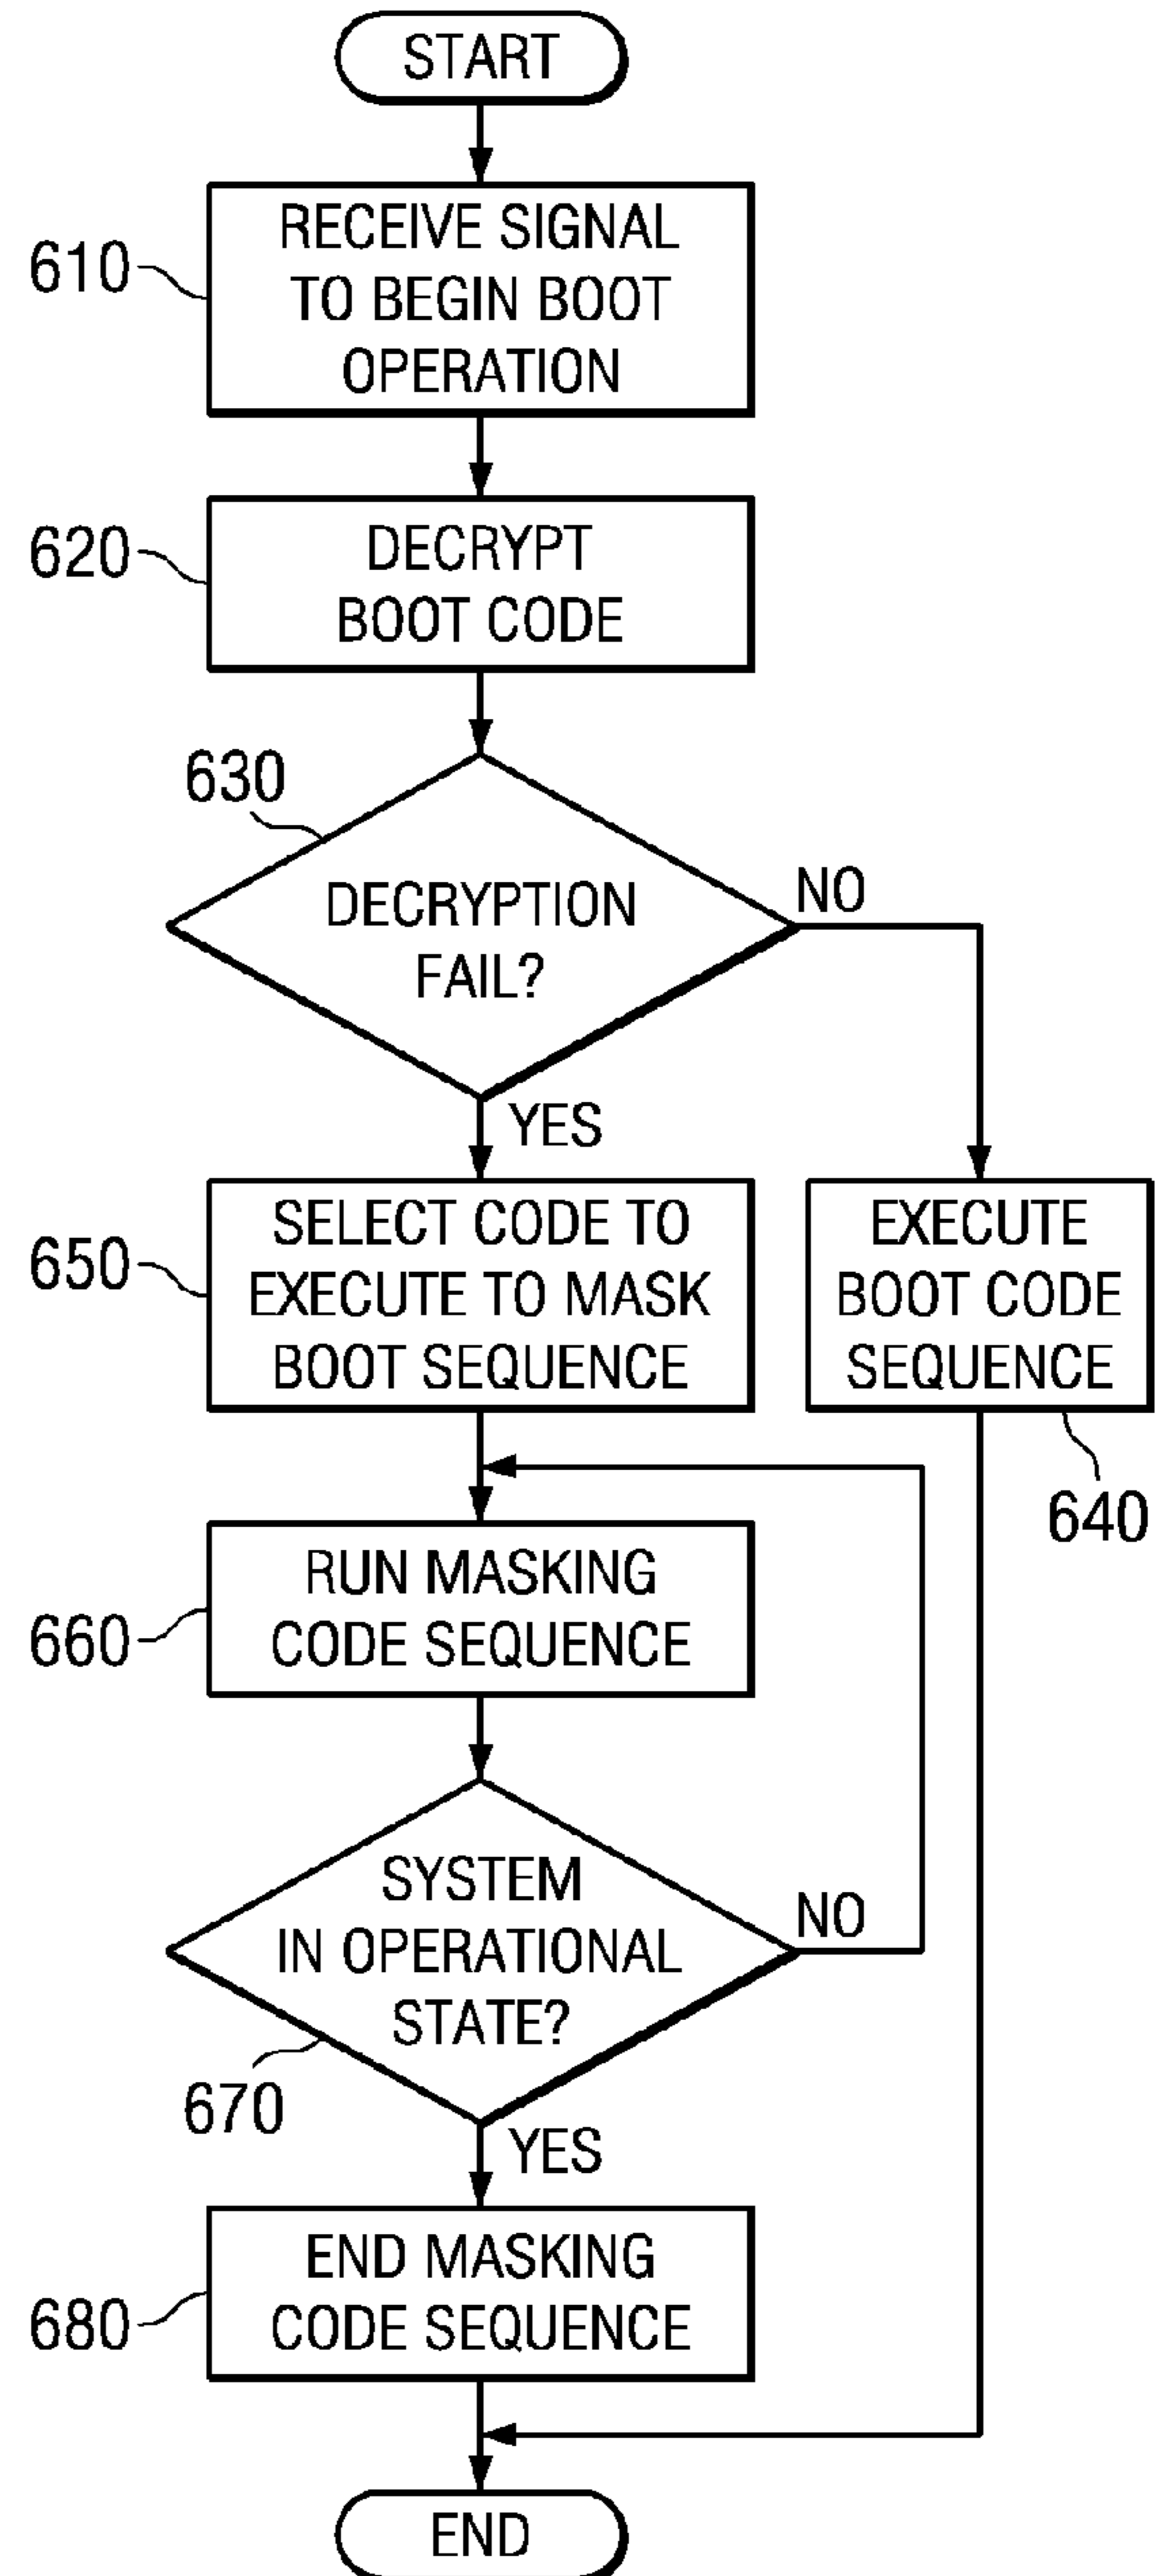 START
RECEIVE SIGNAL
TO BEGIN BOOT
OPERATION
610
DECRYPT
BOOT CODE
620
630
DECRYPTION
FAIL?
NO
YES
SELECT CODE TO
EXECUTE TO MASK
BOOT SEQUENCE
650
EXECUTE
BOOT CODE
SEQUENCE
640
RUN MASKING
CODE SEQUENCE
660
SYSTEM
IN OPERATIONAL
STATE?
NO
670
YES
END MASKING
CODE SEQUENCE
680
END